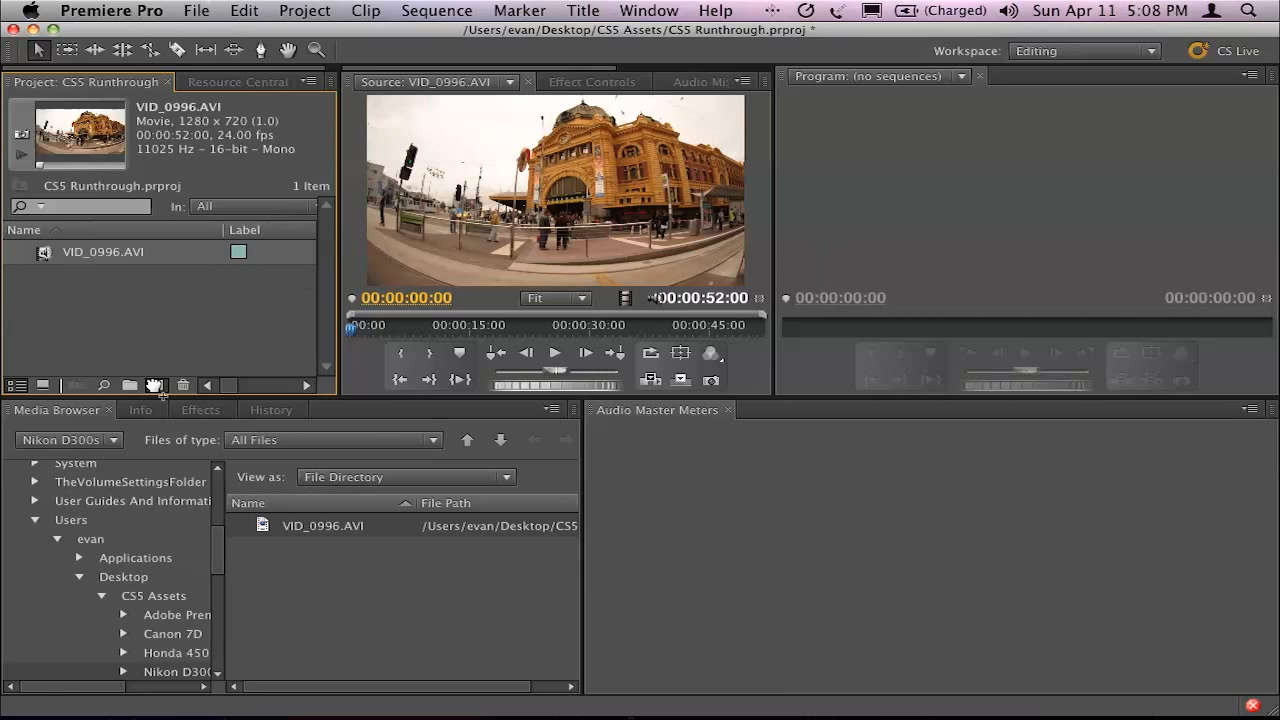 Premiere Pro File Edit Project Clip Sequence Marker Title Window Help (Charged) Sun Apr 11 5:08 PM
/Users/evan/Desktop/CS5 Assets/CS5 Runthrough.prproj *
Workspace: Editing CS Live
Project: CS5 Runthrough × Resource Central
VID_0996.AVI
Movie, 1280 x 720 (1.0)
00:00:52:00, 24.00 fps
11025 Hz - 16-bit - Mono
CS5 Runthrough.prproj 1 Item
In: All
Name Label
VID_0996.AVI
Source: VID_0996.AVI × Effect Controls Audio Mi:
00:00:00:00 Fit 00:00:52:00
00:00 00:00:15:00 00:00:30:00 00:00:45:00
Program: (no sequences) ×
00:00:00:00 00:00:00:00
Media Browser × Info Effects History
Nikon D300s Files of type: All Files
System
TheVolumeSettingsFolder
User Guides And Informati
Users
evan
Applications
Desktop
CS5 Assets
Adobe Pren
Canon 7D
Honda 450
Nikon D300
View as: File Directory
Name File Path
VID_0996.AVI /Users/evan/Desktop/CS5
Audio Master Meters ×